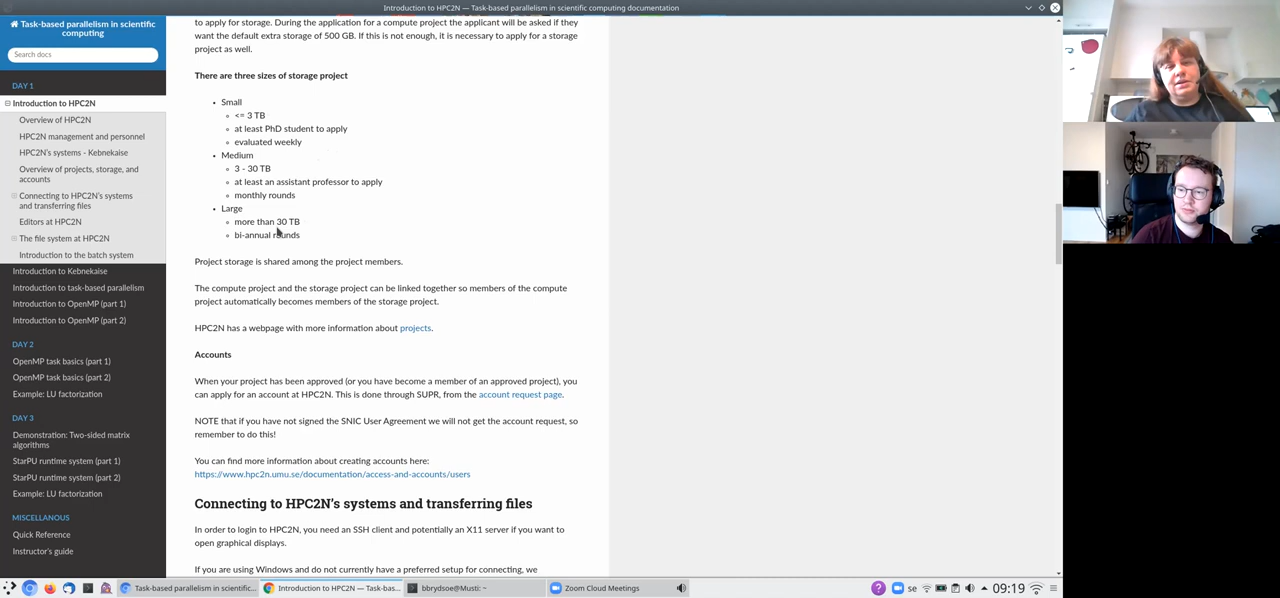 Introduction to HPC2N — Task-based parallelism in scientific computing documentation
Task-based parallelism in scientific
computing
Search docs
DAY 1
Introduction to HPC2N
Overview of HPC2N
HPC2N management and personnel
HPC2N's systems - Kebnekaise
Overview of projects, storage, and
accounts
Connecting to HPC2N's systems
and transferring files
Editors at HPC2N
The file system at HPC2N
Introduction to the batch system
Introduction to Kebnekaise
Introduction to task-based parallelism
Introduction to OpenMP (part 1)
Introduction to OpenMP (part 2)
DAY 2
OpenMP task basics (part 1)
OpenMP task basics (part 2)
Example: LU factorization
DAY 3
Demonstration: Two-sided matrix
algorithms
StarPU runtime system (part 1)
StarPU runtime system (part 2)
Example: LU factorization
MISCELLANEOUS
Quick Reference
Instructor's guide
to apply for storage. During the application for a compute project the applicant will be asked if they
want the default extra storage of 500 GB. If this is not enough, it is necessary to apply for a storage
project as well.
There are three sizes of storage project
Small
<= 3 TB
at least PhD student to apply
evaluated weekly
Medium
3 - 30 TB
at least an assistant professor to apply
monthly rounds
Large
more than 30 TB
bi-annual rounds
Project storage is shared among the project members.
The compute project and the storage project can be linked together so members of the compute
project automatically becomes members of the storage project.
HPC2N has a webpage with more information about projects.
Accounts
When your project has been approved (or you have become a member of an approved project), you
can apply for an account at HPC2N. This is done through SUPR, from the account request page.
NOTE that if you have not signed the SNIC User Agreement we will not get the account request, so
remember to do this!
You can find more information about creating accounts here:
https://www.hpc2n.umu.se/documentation/access-and-accounts/users
Connecting to HPC2N's systems and transferring files
In order to login to HPC2N, you need an SSH client and potentially an X11 server if you want to
open graphical displays.
If you are using Windows and do not currently have a preferred setup for connecting, we
Task-based parallelism in scientific...
Introduction to HPC2N — Task-bas...
bbrydsoe@Musti: ~
Zoom Cloud Meetings
se
09:19